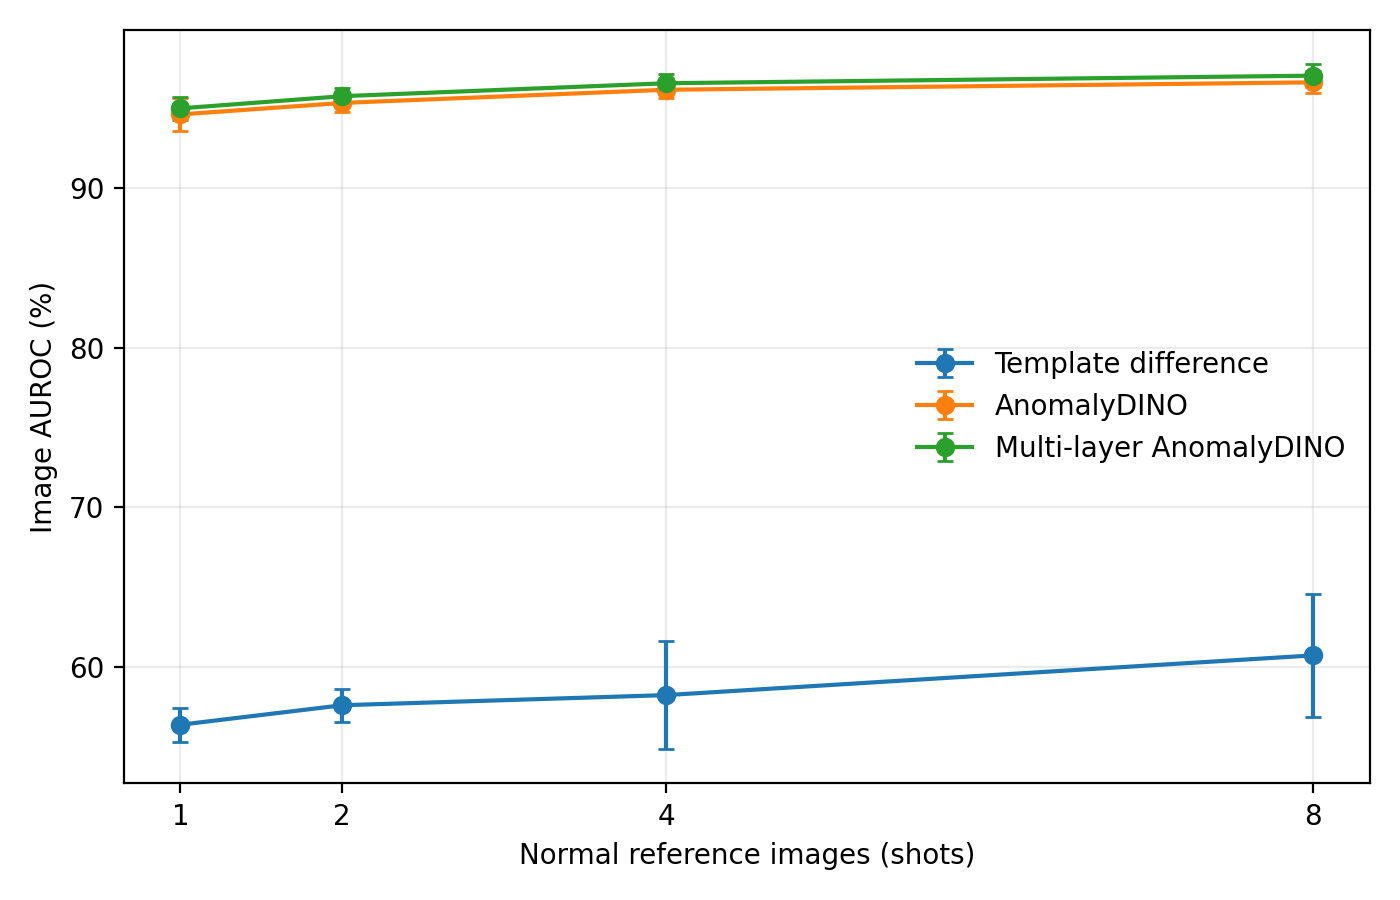 90
80
70
60
Image AUROC (%)
Template difference
AnomalyDINO
Multi-layer AnomalyDINO
1 2 4 8
Normal reference images (shots)